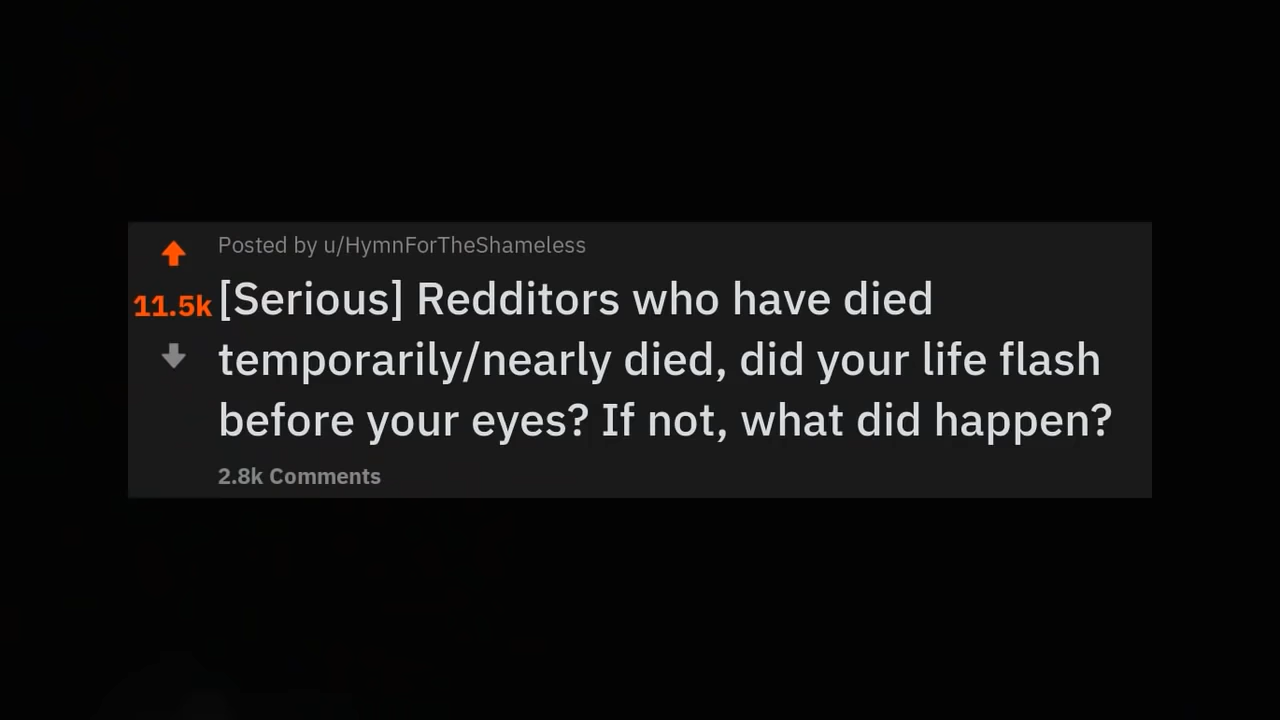 Posted by u/HymnForTheShameless
11.5k
[Serious] Redditors who have died
temporarily/nearly died, did your life flash
before your eyes? If not, what did happen?
2.8k Comments